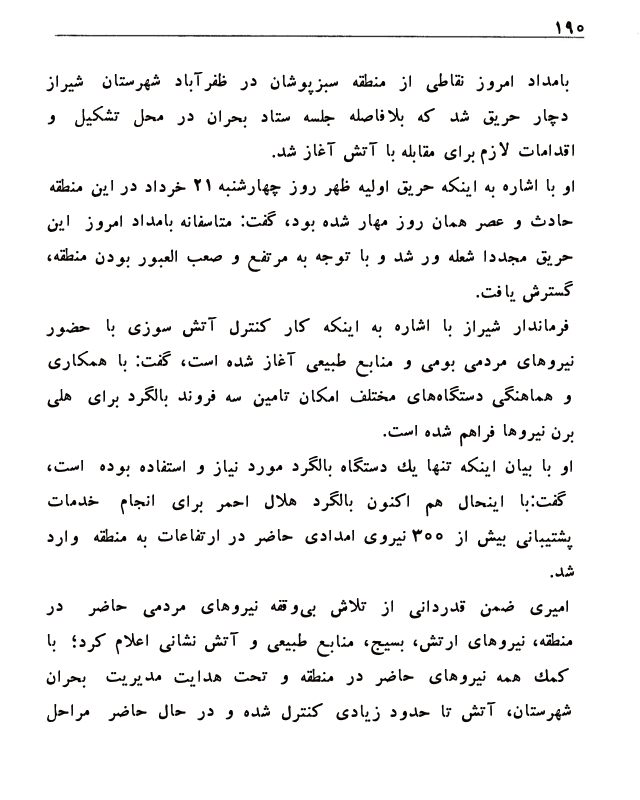 ۱۹۰
بامداد امروز نقاطی از منطقه سبزپوشان در ظفرآباد شهرستان شیراز
دچار حریق شد که بلافاصله جلسه ستاد بحران در محل تشکیل و
اقدامات لازم برای مقابله با آتش آغاز شد.
او با اشاره به اینکه حریق اولیه ظهر روز چهارشنبه ۲۱ خرداد در این منطقه
حادث و عصر همان روز مهار شده بود، گفت: متاسفانه بامداد امروز این
حریق مجددا شعله ور شد و با توجه به مرتفع و صعب العبور بودن منطقه،
گسترش یافت.
فرماندار شیراز با اشاره به اینکه کار کنترل آتش سوزی با حضور
نیروهای مردمی بومی و منابع طبیعی آغاز شده است، گفت: با همکاری
و هماهنگی دستگاه‌های مختلف امکان تامین سه فروند بالگرد برای هلی
برن نیروها فراهم شده است.
او با بیان اینکه تنها یك دستگاه بالگرد مورد نیاز و استفاده بوده است،
گفت:با اینحال هم اکنون بالگرد هلال احمر برای انجام خدمات
پشتیبانی بیش از ۳۰۰ نیروی امدادی حاضر در ارتفاعات به منطقه وارد
شد.
امیری ضمن قدردانی از تلاش بی‌وقفه نیروهای مردمی حاضر در
منطقه، نیروهای ارتش، بسیج، منابع طبیعی و آتش نشانی اعلام کرد؛ با
کمك همه نیروهای حاضر در منطقه و تحت هدایت مدیریت بحران
شهرستان، آتش تا حدود زیادی کنترل شده و در حال حاضر مراحل